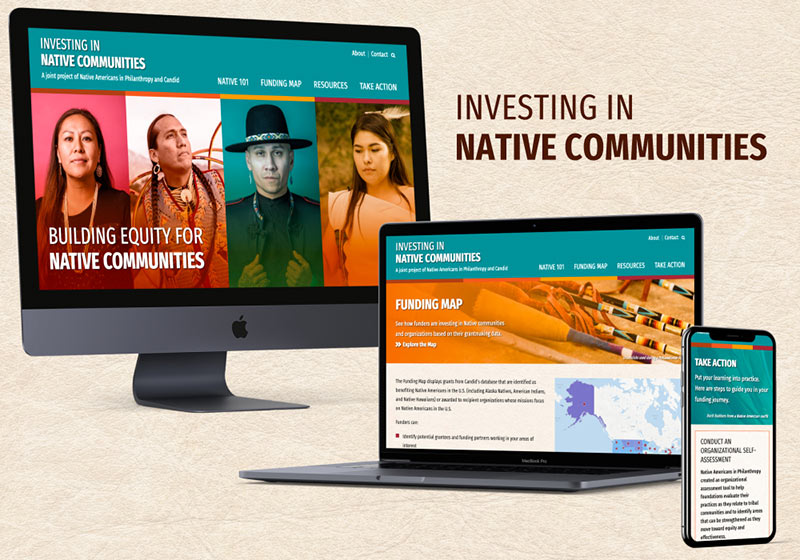 INVESTING IN
NATIVE COMMUNITIES
A joint project of Native Americans in Philanthropy and Candid
About | Contact
NATIVE 101 FUNDING MAP RESOURCES TAKE ACTION
BUILDING EQUITY FOR
NATIVE COMMUNITIES
INVESTING IN
NATIVE COMMUNITIES
INVESTING IN
NATIVE COMMUNITIES
A joint project of Native Americans in Philanthropy and Candid
About | Contact
NATIVE 101 FUNDING MAP RESOURCES TAKE ACTION
FUNDING MAP
See how funders are investing in Native communities
and organizations based on their grantmaking data.
Explore the Map
The Funding Map displays grants from Candid's database that are identified as
benefiting Native Americans in the U.S. (including Alaska Natives, American Indians,
and Native Hawaiians) or awarded to recipient organizations whose missions focus
on Native Americans in the U.S.
Funders can:
Identify potential grantees and funding partners working in your areas of
interest
MacBook Pro
TAKE ACTION
Put your learning into practice.
Here are steps to guide you in your
funding journey.
CONDUCT AN
ORGANIZATIONAL SELF-
ASSESSMENT
Native Americans in Philanthropy
created an organizational
assessment tool to help
foundations evaluate their
practices as they relate to tribal
communities and to identify areas
that can be strengthened as they
move toward equity and
effectiveness.